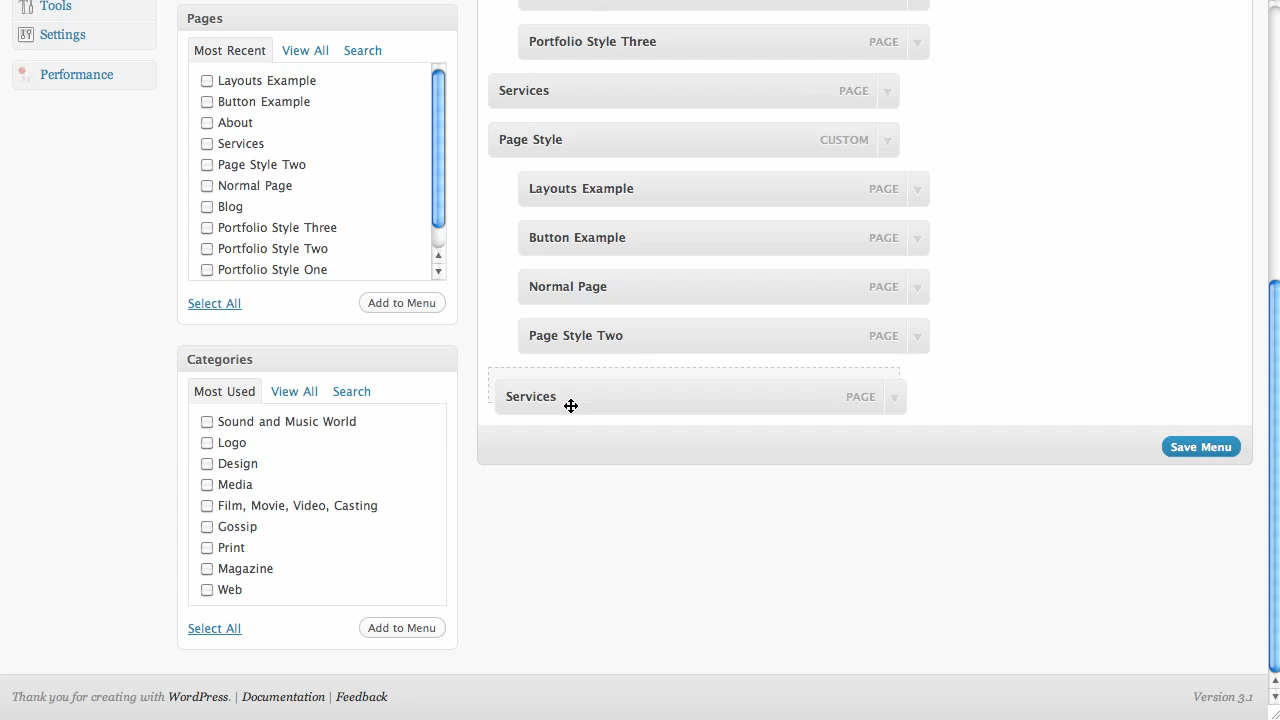 Tools
Settings
Performance
Pages
Most Recent View All Search
Layouts Example
Button Example
About
Services
Page Style Two
Normal Page
Blog
Portfolio Style Three
Portfolio Style Two
Portfolio Style One
Select All Add to Menu
Categories
Most Used View All Search
Sound and Music World
Logo
Design
Media
Film, Movie, Video, Casting
Gossip
Print
Magazine
Web
Select All Add to Menu
Portfolio Style Three PAGE
Services PAGE
Page Style CUSTOM
Layouts Example PAGE
Button Example PAGE
Normal Page PAGE
Page Style Two PAGE
Services PAGE
Save Menu
Thank you for creating with WordPress. | Documentation | Feedback Version 3.1